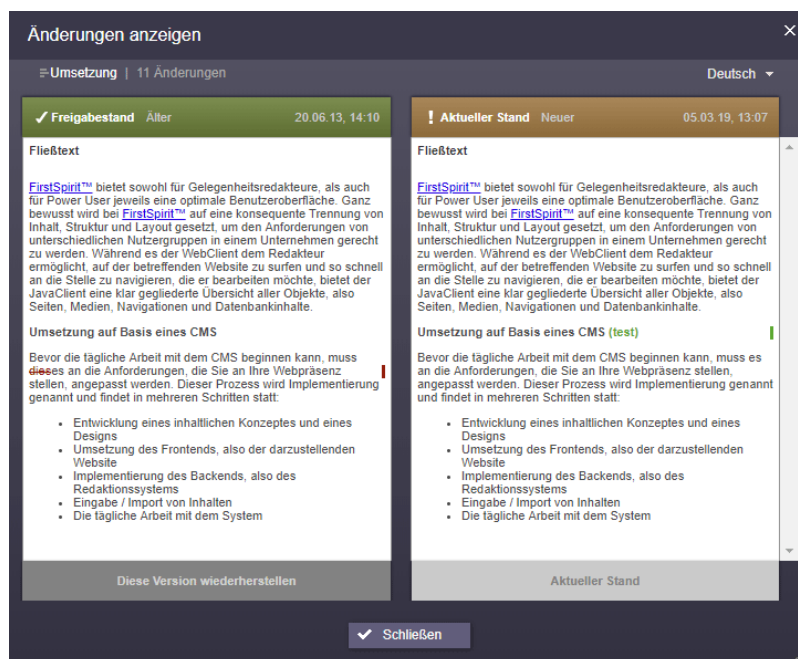 Änderungen anzeigen
Umsetzung | 11 Änderungen
Deutsch
Freigabestand Älter 20.06.13, 14:10
Fließtext
FirstSpirit™ bietet sowohl für Gelegenheitsredakteure, als auch
für Power User jeweils eine optimale Benutzeroberfläche. Ganz
bewusst wird bei FirstSpirit™ auf eine konsequente Trennung von
Inhalt, Struktur und Layout gesetzt, um den Anforderungen von
unterschiedlichen Nutzergruppen in einem Unternehmen gerecht
zu werden. Während es der WebClient dem Redakteur
ermöglicht, auf der betreffenden Website zu surfen und so schnell
an die Stelle zu navigieren, die er bearbeiten möchte, bietet der
JavaClient eine klar gegliederte Übersicht aller Objekte, also
Seiten, Medien, Navigationen und Datenbankinhalte.
Umsetzung auf Basis eines CMS
Bevor die tägliche Arbeit mit dem CMS beginnen kann, muss
dieses an die Anforderungen, die Sie an Ihre Webpräsenz
stellen, angepasst werden. Dieser Prozess wird Implementierung
genannt und findet in mehreren Schritten statt:
• Entwicklung eines inhaltlichen Konzeptes und eines
Designs
• Umsetzung des Frontends, also der darzustellenden
Website
• Implementierung des Backends, also des
Redaktionssystems
• Eingabe / Import von Inhalten
• Die tägliche Arbeit mit dem System
Diese Version wiederherstellen
Aktueller Stand Neuer 05.03.19, 13:07
Fließtext
FirstSpirit™ bietet sowohl für Gelegenheitsredakteure, als auch
für Power User jeweils eine optimale Benutzeroberfläche. Ganz
bewusst wird bei FirstSpirit™ auf eine konsequente Trennung von
Inhalt, Struktur und Layout gesetzt, um den Anforderungen von
unterschiedlichen Nutzergruppen in einem Unternehmen gerecht
zu werden. Während es der WebClient dem Redakteur
ermöglicht, auf der betreffenden Website zu surfen und so schnell
an die Stelle zu navigieren, die er bearbeiten möchte, bietet der
JavaClient eine klar gegliederte Übersicht aller Objekte, also
Seiten, Medien, Navigationen und Datenbankinhalte.
Umsetzung auf Basis eines CMS (test)
Bevor die tägliche Arbeit mit dem CMS beginnen kann, muss es
an die Anforderungen, die Sie an Ihre Webpräsenz stellen,
angepasst werden. Dieser Prozess wird Implementierung genannt
und findet in mehreren Schritten statt:
• Entwicklung eines inhaltlichen Konzeptes und eines
Designs
• Umsetzung des Frontends, also der darzustellenden
Website
• Implementierung des Backends, also des
Redaktionssystems
• Eingabe / Import von Inhalten
• Die tägliche Arbeit mit dem System
Aktueller Stand
Schließen